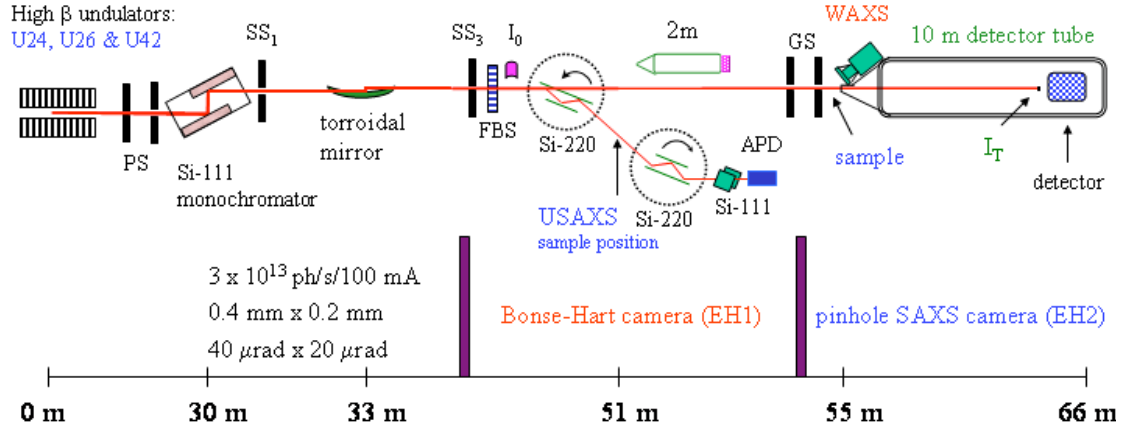 High β undulators:
U24, U26 & U42
SS₁
SS₃
I₀
2m
GS
WAXS
10 m detector tube
PS
Si-111
monochromator
torroidal
mirror
FBS
Si-220
APD
sample
I_T
detector
USAXS
sample position
Si-220
Si-111
3 x 10¹³ ph/s/100 mA
0.4 mm x 0.2 mm
40 μrad x 20 μrad
Bonse-Hart camera (EH1)
pinhole SAXS camera (EH2)
0 m
30 m
33 m
51 m
55 m
66 m